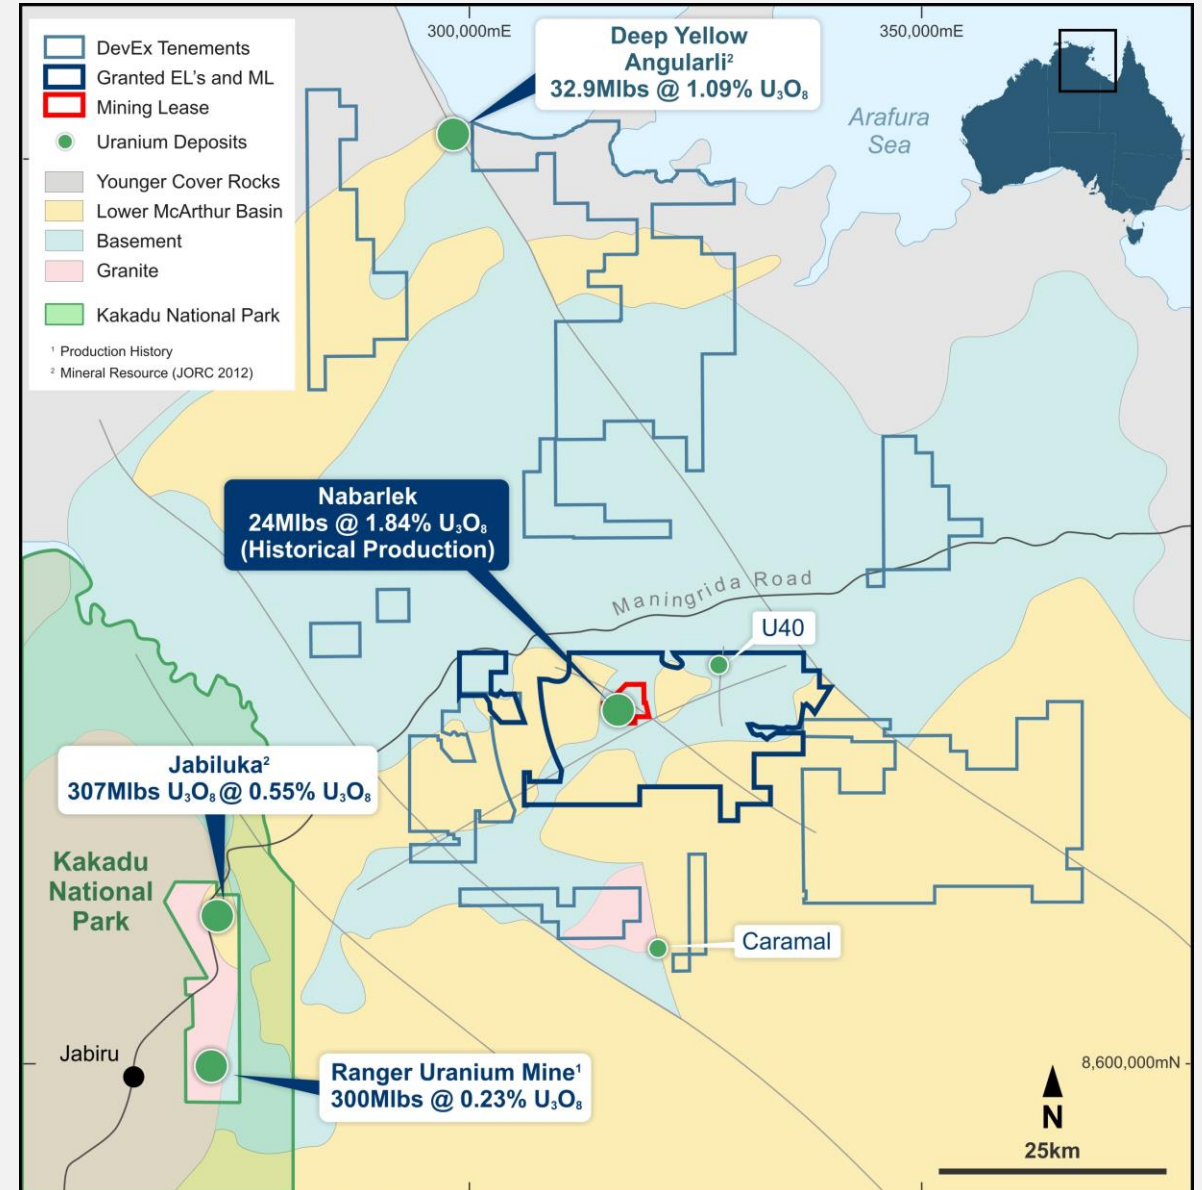 300,000mE
350,000mE
DevEx Tenements
Granted EL's and ML
Mining Lease
Uranium Deposits
Younger Cover Rocks
Lower McArthur Basin
Basement
Granite
Kakadu National Park
¹ Production History
² Mineral Resource (JORC 2012)
Deep Yellow
Angularli²
32.9Mlbs @ 1.09% U₃O₈
Arafura
Sea
Nabarlek
24Mlbs @ 1.84% U₃O₈
(Historical Production)
Maningrida Road
U40
Jabiluka²
307Mlbs U₃O₈ @ 0.55% U₃O₈
Kakadu
National
Park
Caramal
Jabiru
Ranger Uranium Mine¹
300Mlbs @ 0.23% U₃O₈
8,600,000mN
N
25km